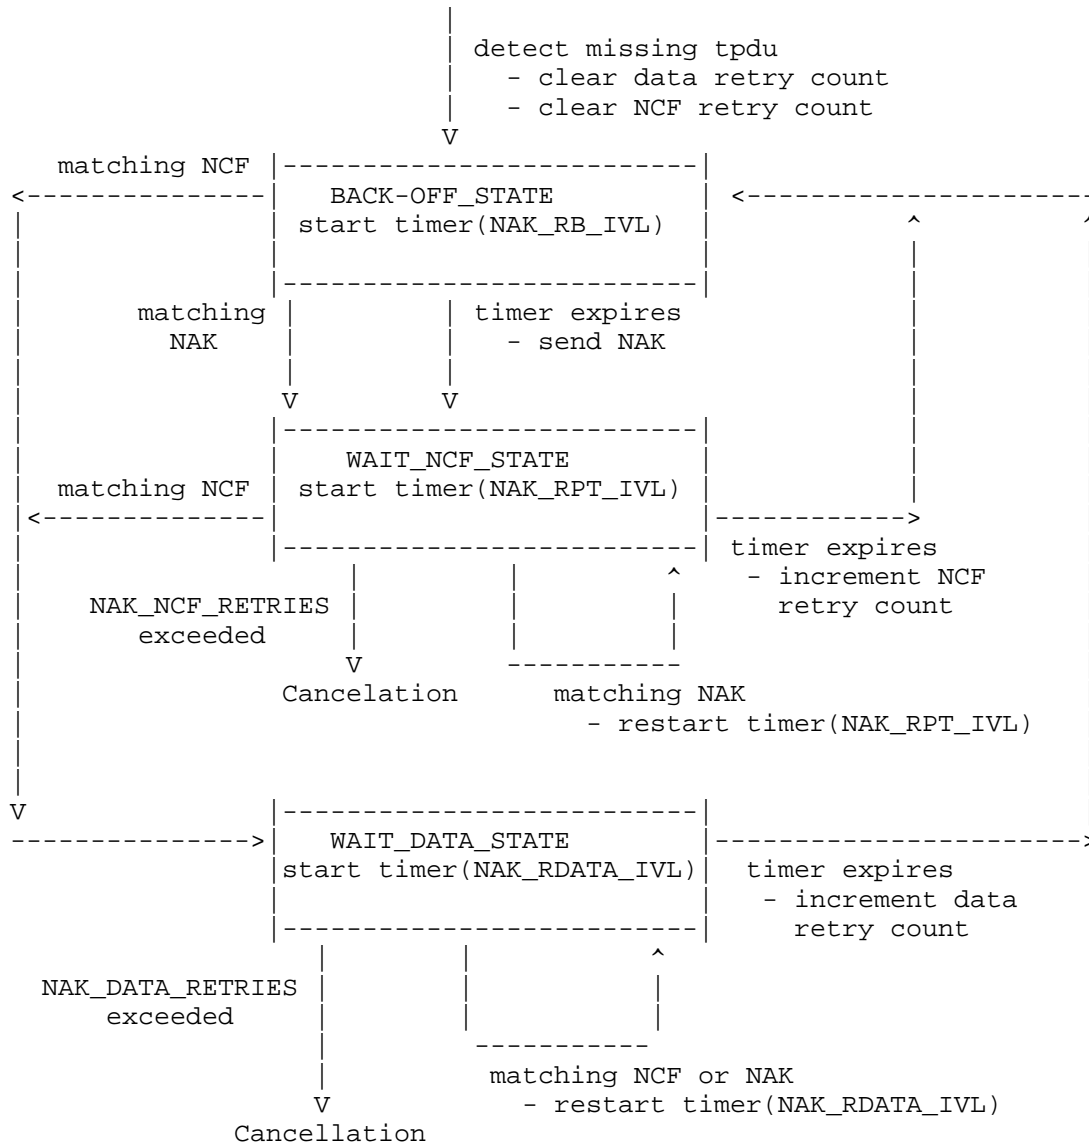 detect missing tpdu
- clear data retry count
- clear NCF retry count
matching NCF
BACK-OFF_STATE
start timer(NAK_RB_IVL)
matching
NAK
timer expires
- send NAK
WAIT_NCF_STATE
matching NCF
start timer(NAK_RPT_IVL)
timer expires
- increment NCF
retry count
NAK_NCF_RETRIES
exceeded
Cancelation
matching NAK
- restart timer(NAK_RPT_IVL)
WAIT_DATA_STATE
start timer(NAK_RDATA_IVL)
timer expires
- increment data
retry count
NAK_DATA_RETRIES
exceeded
matching NCF or NAK
- restart timer(NAK_RDATA_IVL)
Cancellation